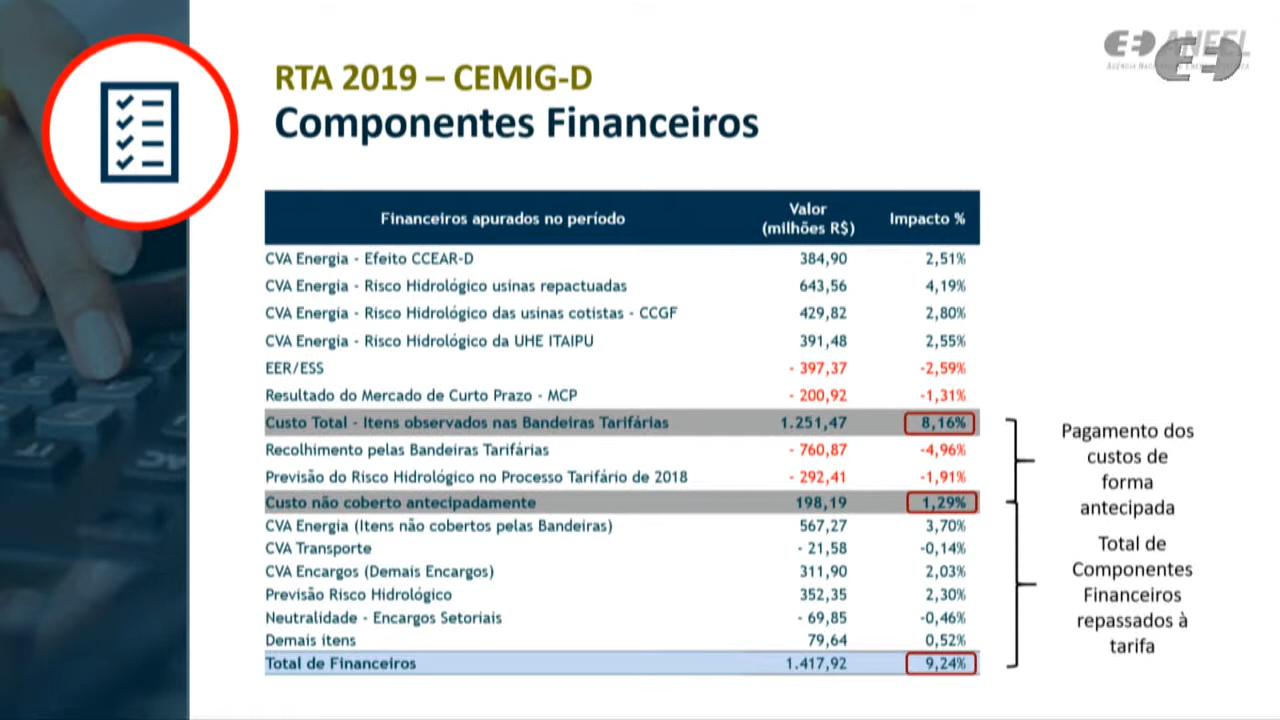 ANEEL
RTA 2019 – CEMIG-D
Componentes Financeiros
Financeiros apurados no período Valor (milhões R$) Impacto %
CVA Energia - Efeito CCEAR-D 384,90 2,51%
CVA Energia - Risco Hidrológico usinas repactuadas 643,56 4,19%
CVA Energia - Risco Hidrológico das usinas cotistas - CCGF 429,82 2,80%
CVA Energia - Risco Hidrológico da UHE ITAIPU 391,48 2,55%
EER/ESS - 397,37 -2,59%
Resultado do Mercado de Curto Prazo - MCP - 200,92 -1,31%
Custo Total - Itens observados nas Bandeiras Tarifárias 1.251,47 8,16%
Recolhimento pelas Bandeiras Tarifárias - 760,87 -4,96%
Previsão do Risco Hidrológico no Processo Tarifário de 2018 - 292,41 -1,91%
Custo não coberto antecipadamente 198,19 1,29%
CVA Energia (Itens não cobertos pelas Bandeiras) 567,27 3,70%
CVA Transporte - 21,58 -0,14%
CVA Encargos (Demais Encargos) 311,90 2,03%
Previsão Risco Hidrológico 352,35 2,30%
Neutralidade - Encargos Setoriais - 69,85 -0,46%
Demais itens 79,64 0,52%
Total de Financeiros 1.417,92 9,24%
Pagamento dos
custos de
forma
antecipada
Total de
Componentes
Financeiros
repassados à
tarifa